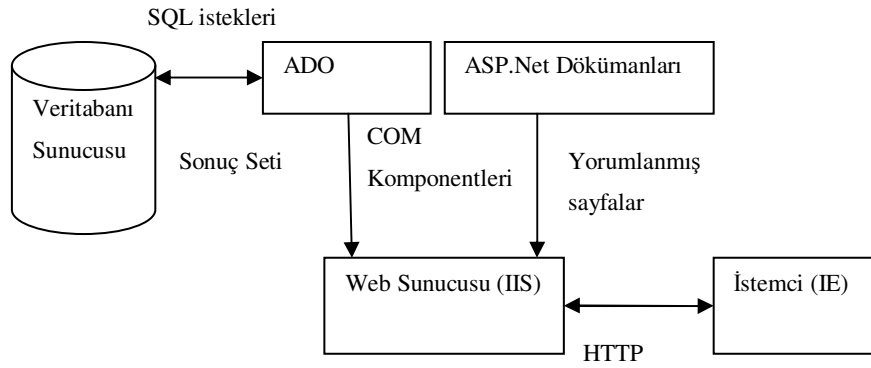 SQL istekleri
ADO
ASP.Net Dökümanları
Veritabanı
Sunucusu
Sonuç Seti
COM
Komponentleri
Yorumlanmış
sayfalar
Web Sunucusu (IIS)
İstemci (IE)
HTTP